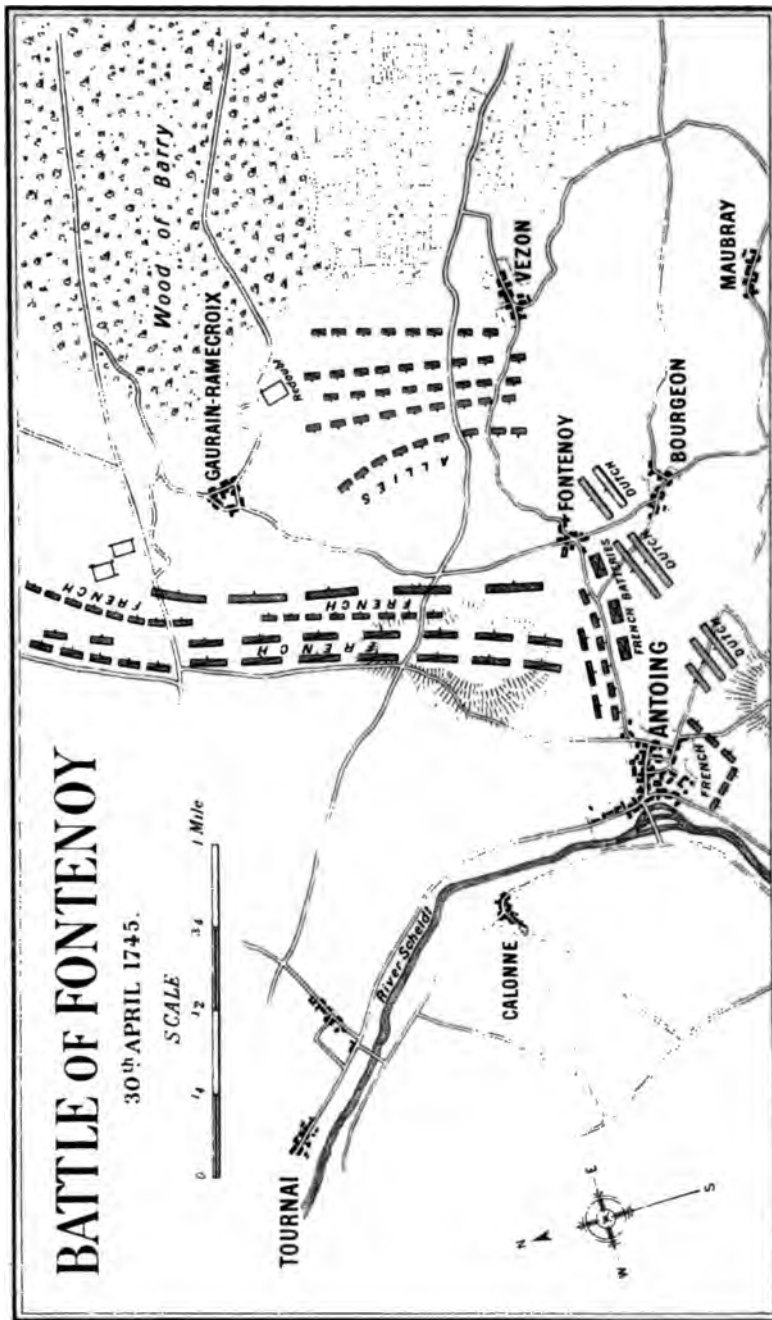 BATTLE OF FONTENOY
30th APRIL 1745.
SCALE
0 1/4 1/2 3/4 1 Mile
TOURNAI
River Scheldt
CALONNE
N
E
W
S
FRENCH
FRENCH
FRENCH
Wood of Barry
GAURAIN-RAMECROIX
Redoubt
ALLIES
VEZON
FONTENOY
FRENCH BATTERIES
DUTCH
DUTCH
DUTCH
ANTOING
FRENCH
BOURGEON
MAUBRAY